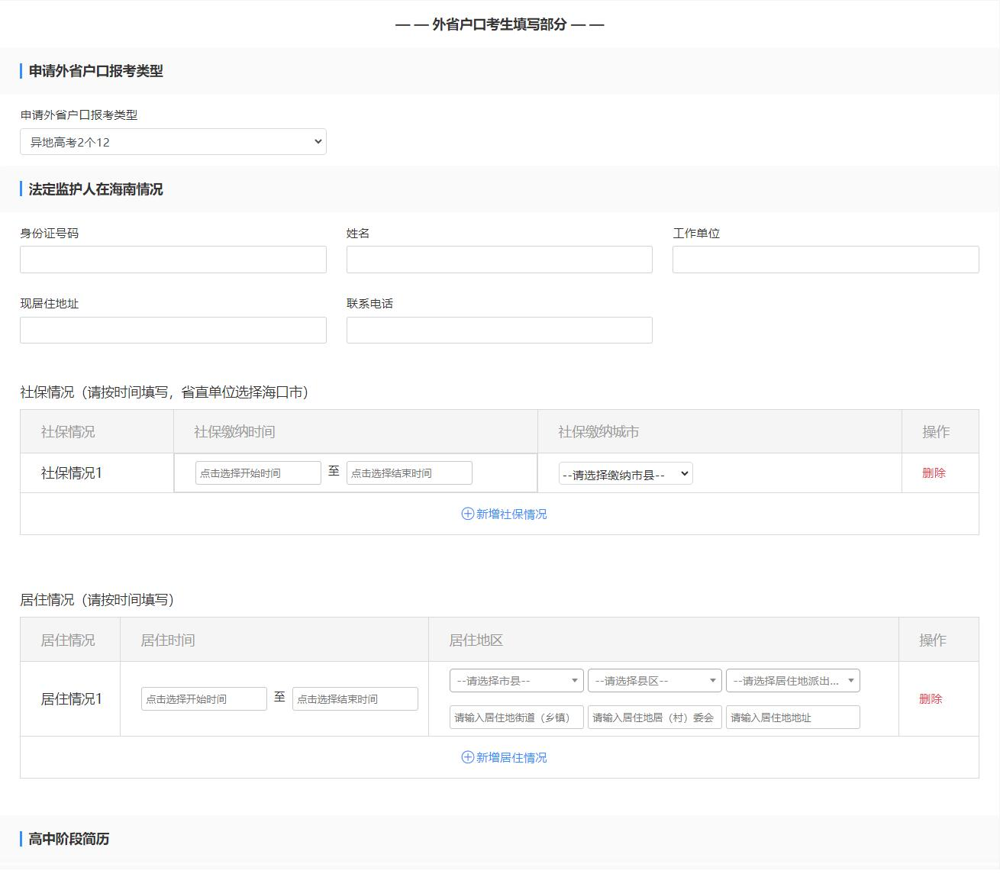 — — 外省户口考生填写部分 — —
申请外省户口报考类型
申请外省户口报考类型
异地高考2个12
法定监护人在海南情况
身份证号码 姓名 工作单位
现居住地址 联系电话
社保情况（请按时间填写，省直单位选择海口市）
社保情况 社保缴纳时间 社保缴纳城市 操作
社保情况1 点击选择开始时间 至 点击选择结束时间 --请选择缴纳市县-- 删除
新增社保情况
居住情况（请按时间填写）
居住情况 居住时间 居住地区 操作
居住情况1 点击选择开始时间 至 点击选择结束时间 --请选择市县-- --请选择县区-- --请选择居住地派出... 删除
请输入居住地街道（乡镇） 请输入居住地居（村）委会 请输入居住地地址
新增居住情况
高中阶段简历